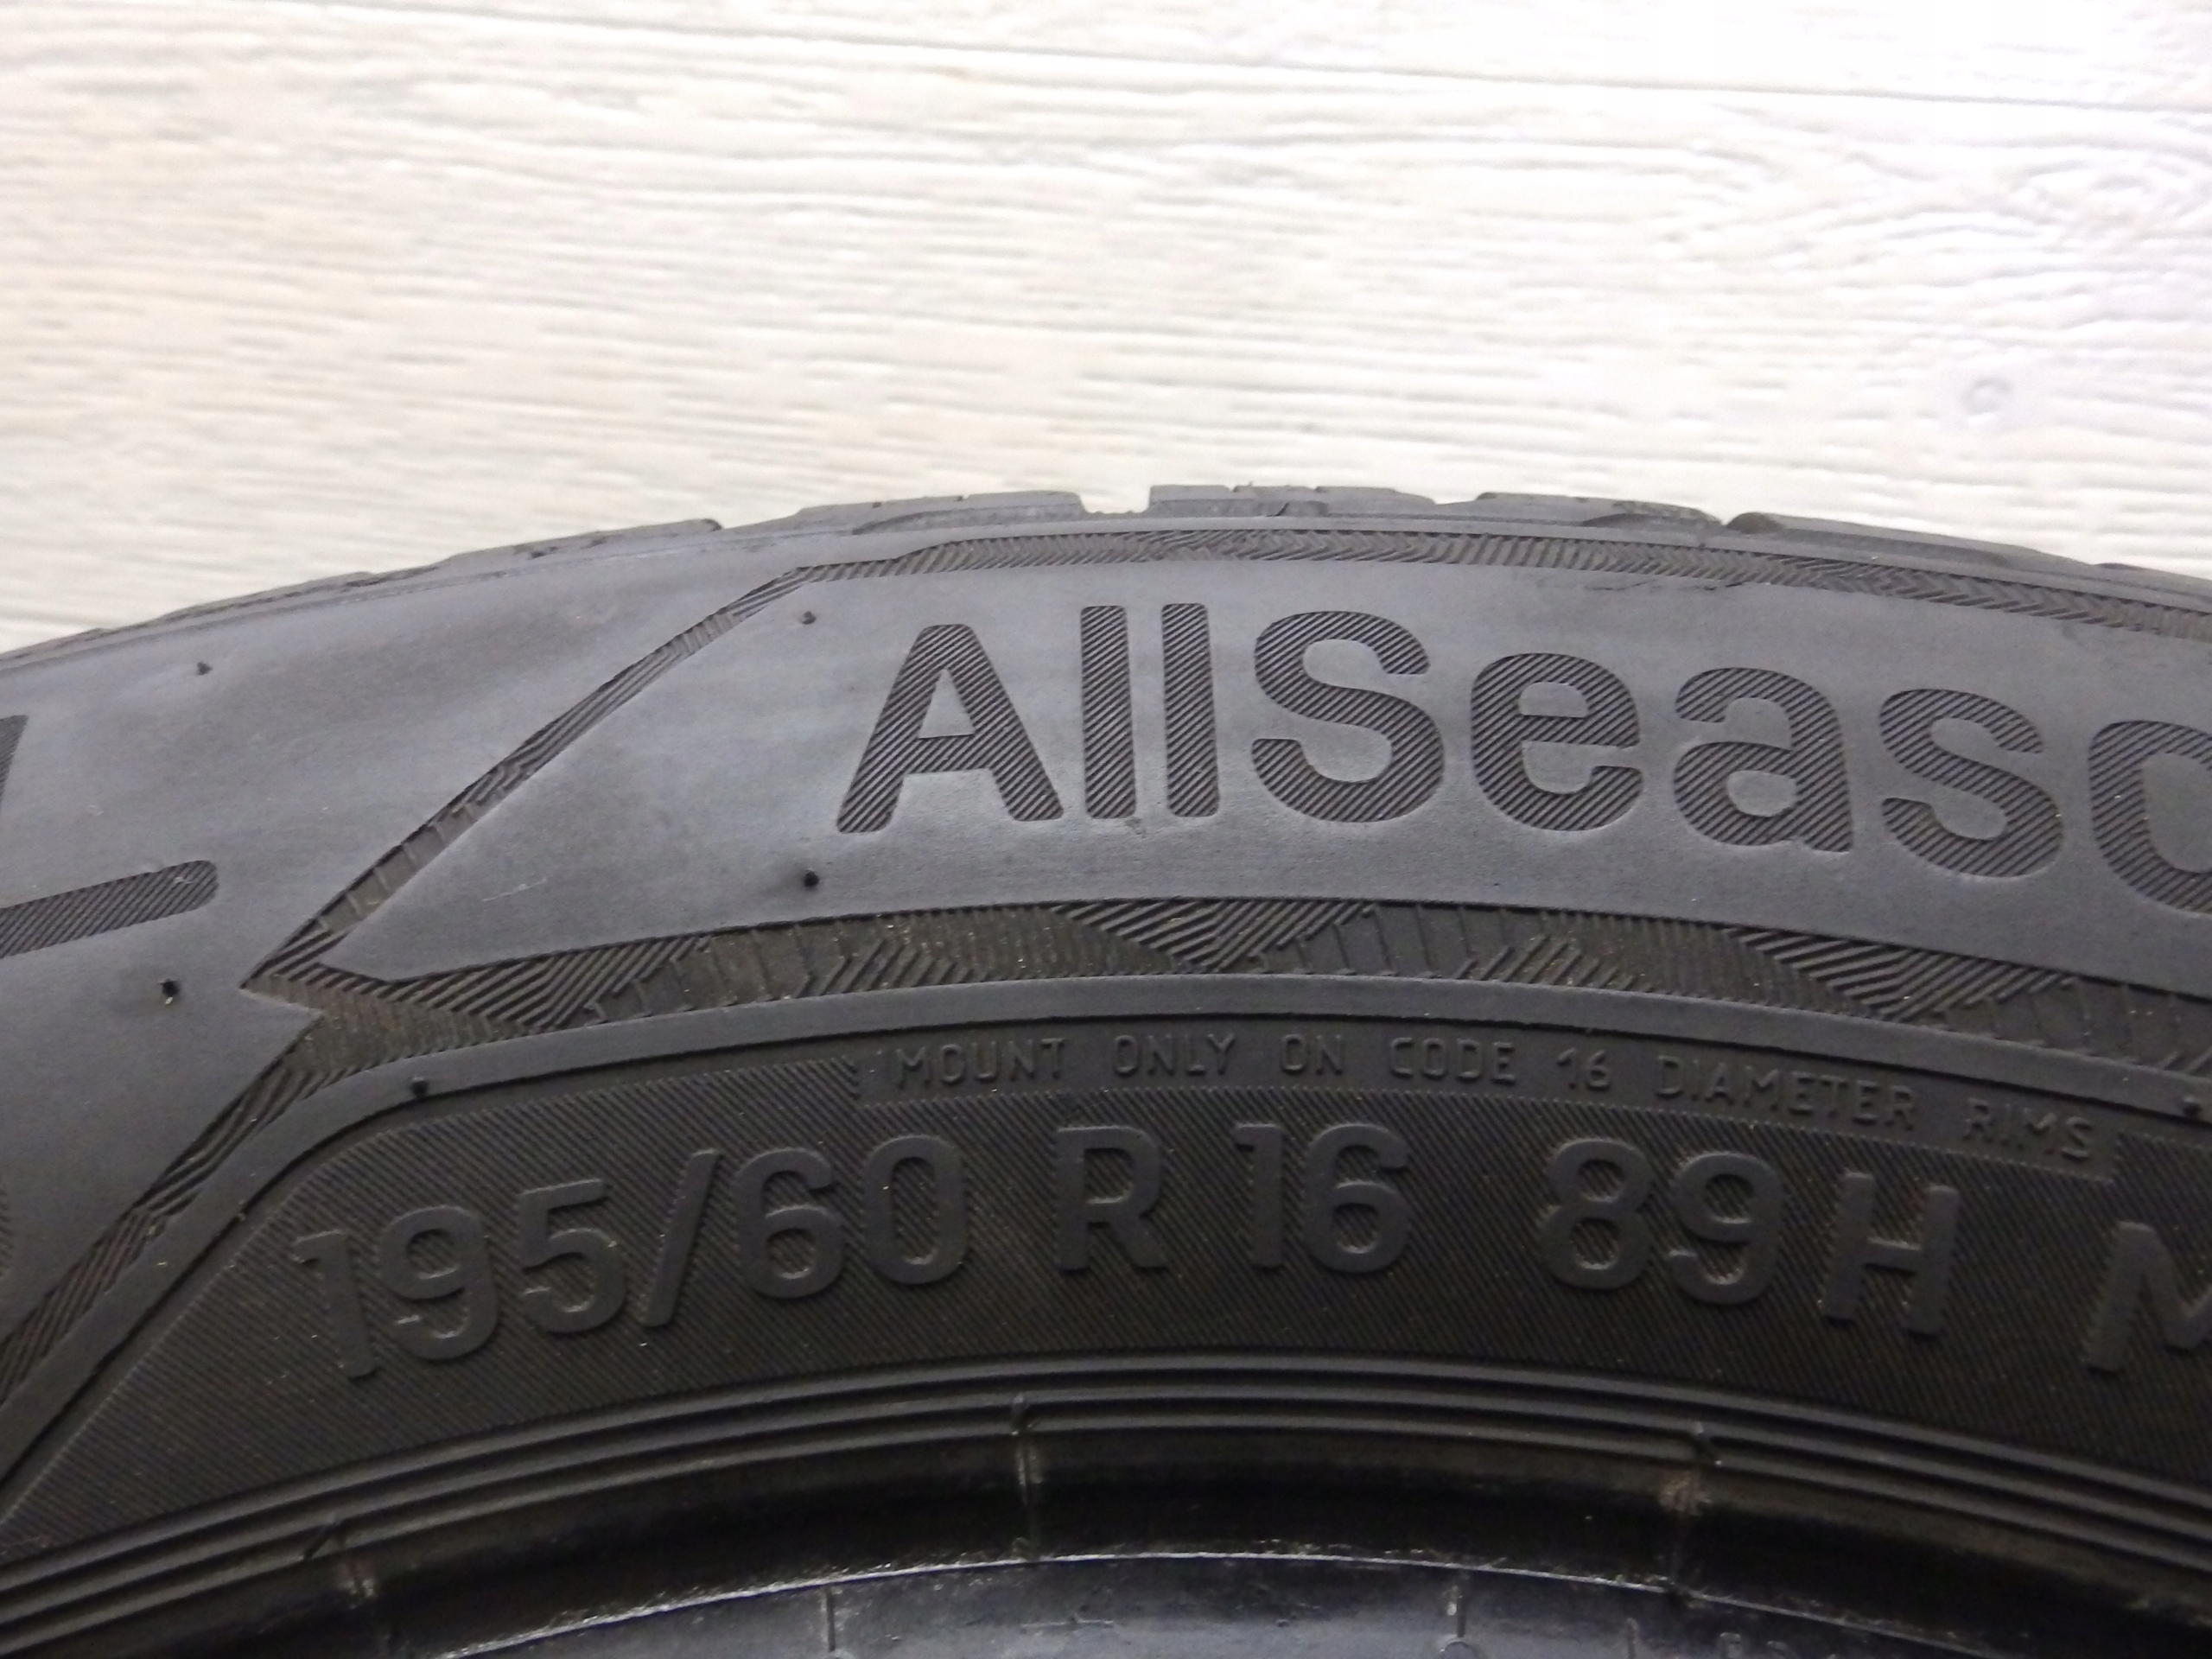 AllSeaso
MOUNT ONLY ON CODE 16 DIAMETER RIMS
195/60 R 16 89H M